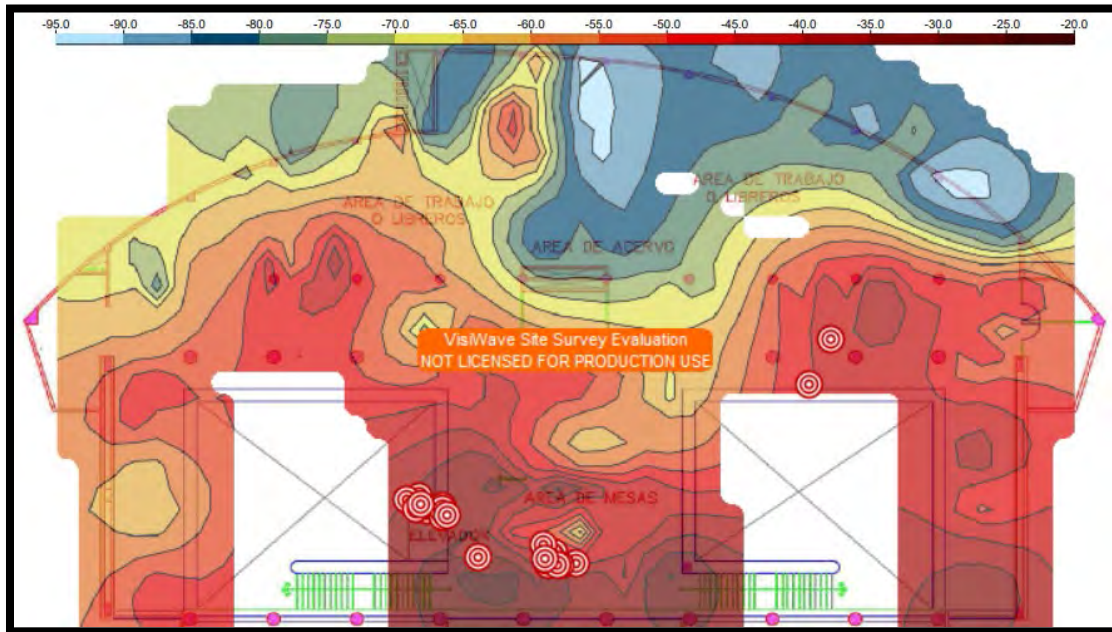 -95.0 -90.0 -85.0 -80.0 -75.0 -70.0 -65.0 -60.0 -55.0 -50.0 -45.0 -40.0 -35.0 -30.0 -25.0 -20.0
AREA DE TRABAJO
O LIBREROS
AREA DE TRABAJO
O LIBREROS
AREA DE ACERVO
VisiWave Site Survey Evaluation
NOT LICENSED FOR PRODUCTION USE
AREA DE MESAS
ELEVADOR